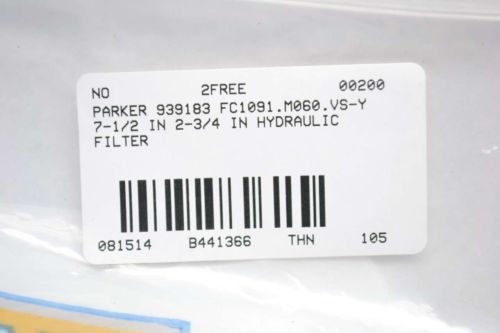 NO 2FREE 00200
PARKER 939183 FC1091.M060.VS-Y
7-1/2 IN 2-3/4 IN HYDRAULIC
FILTER
081514 B441366 THN 105